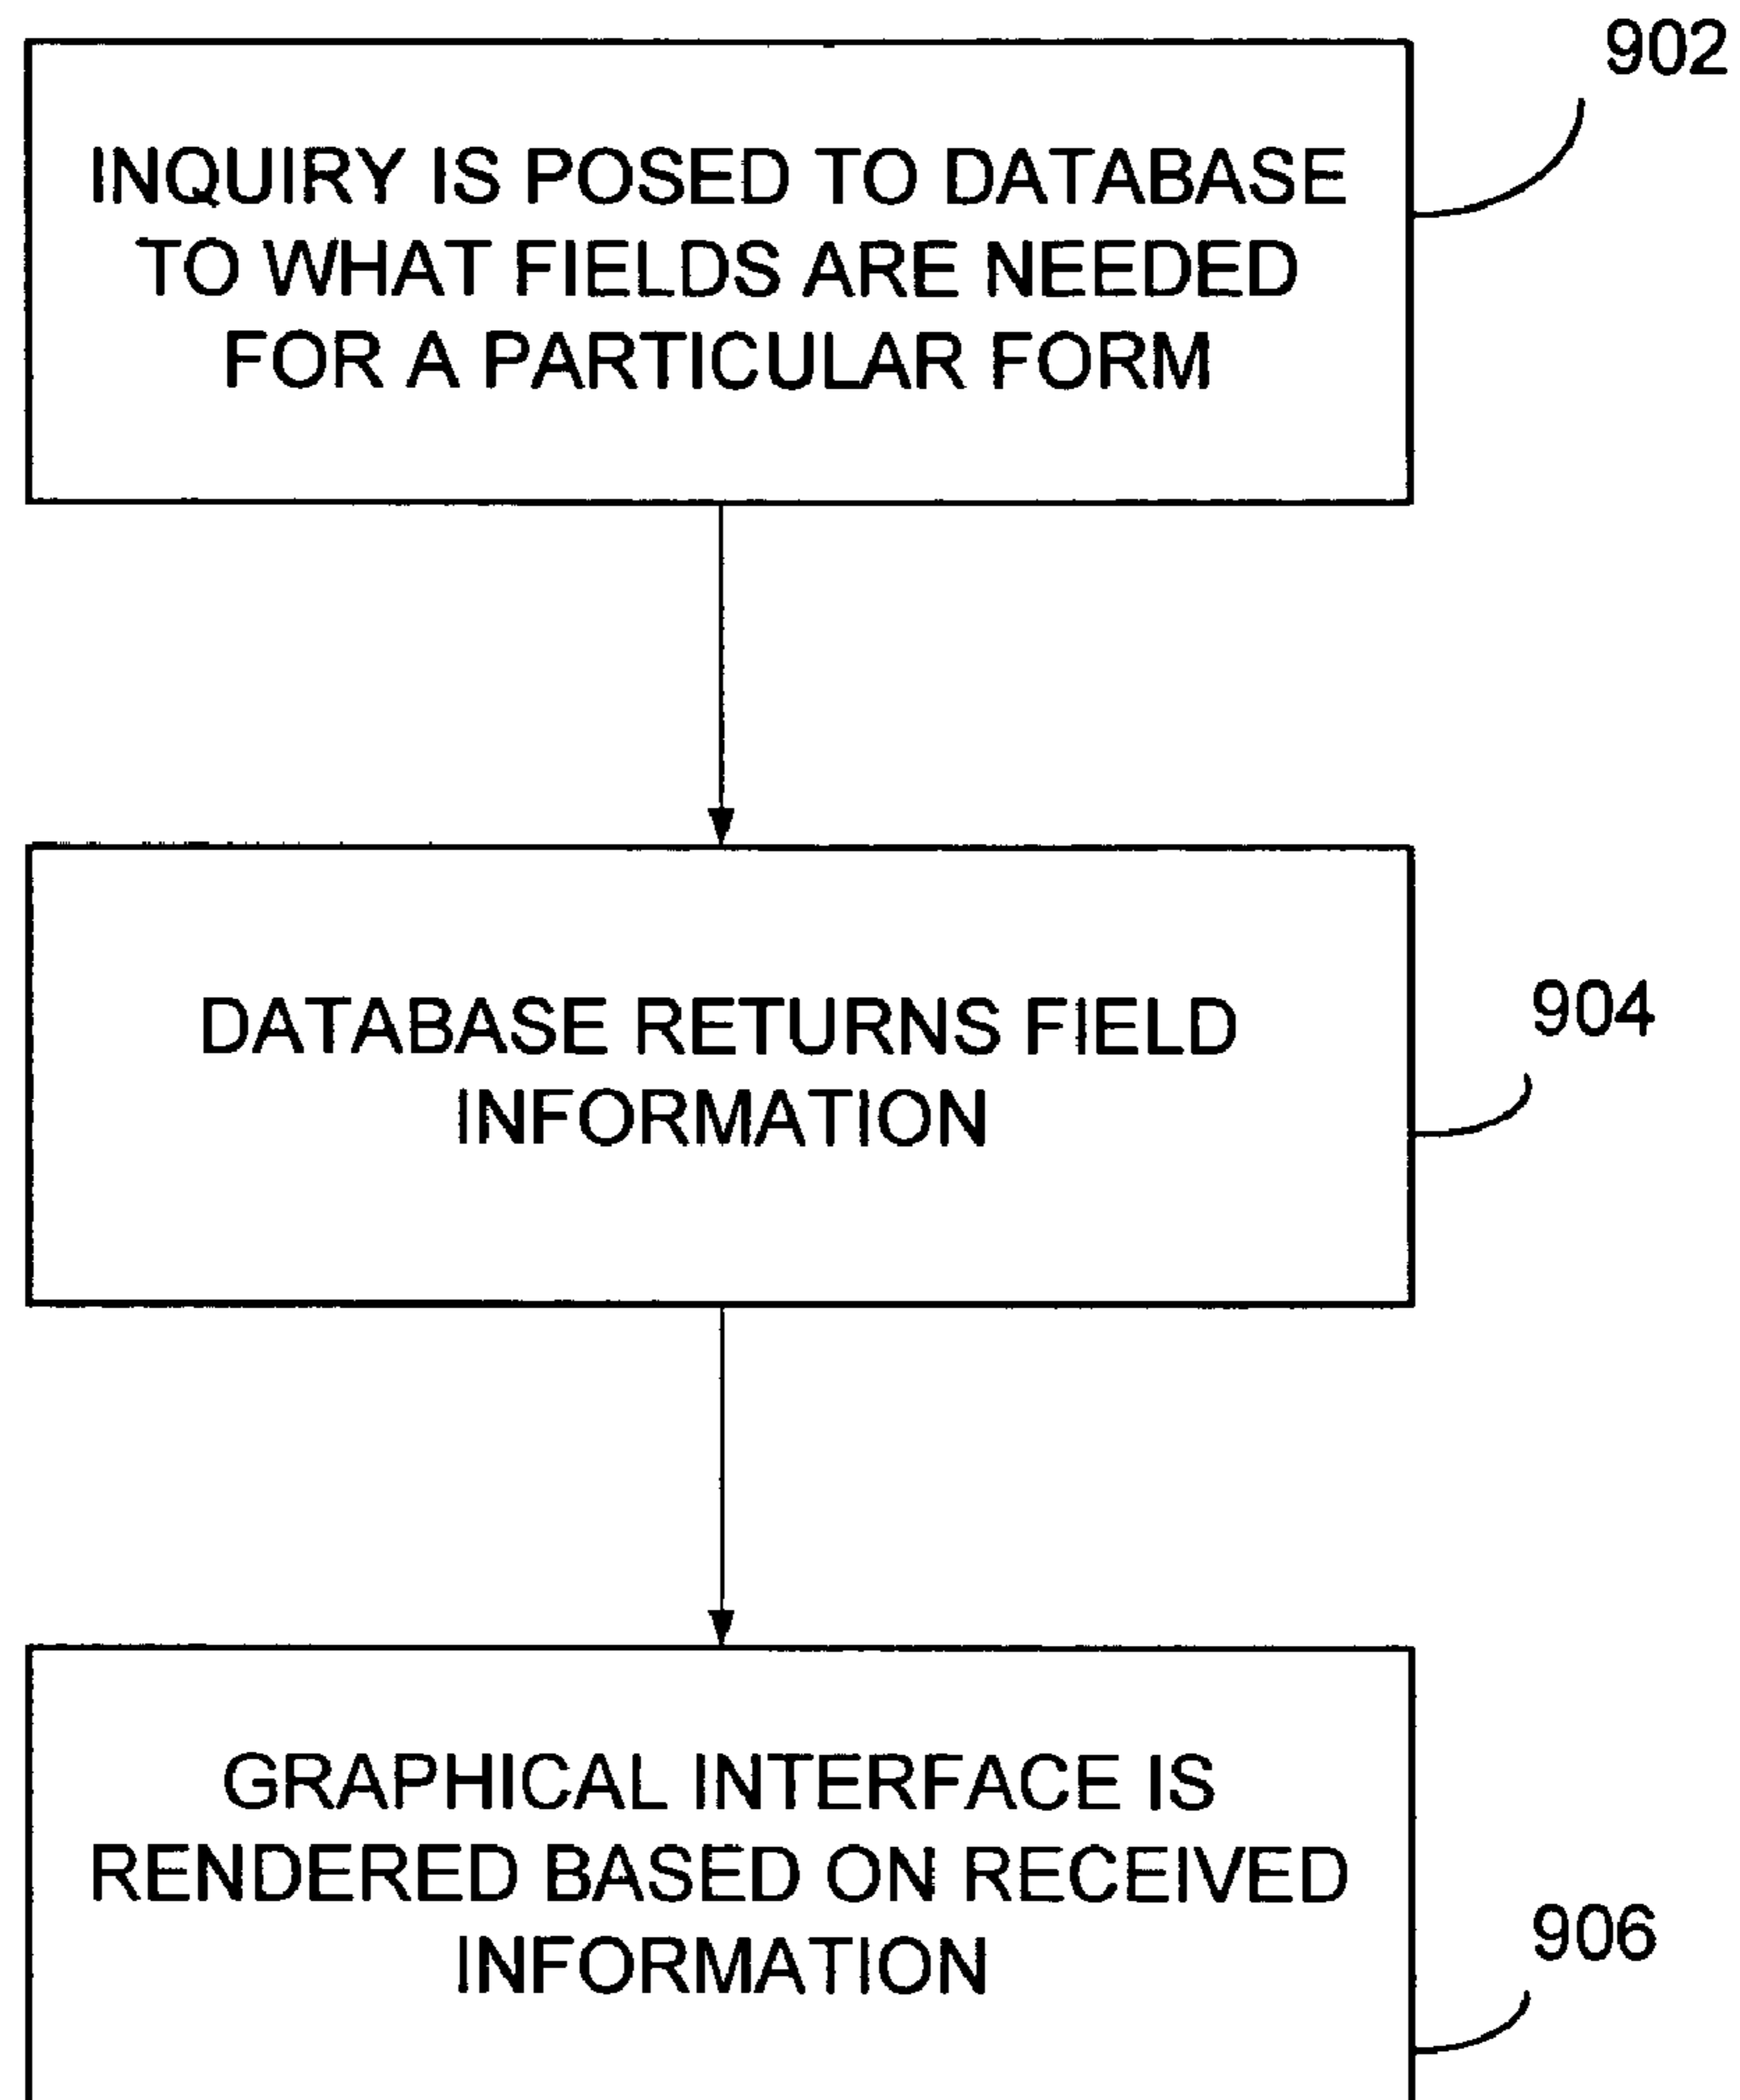 902
INQUIRY IS POSED TO DATABASE
TO WHAT FIELDS ARE NEEDED
FOR A PARTICULAR FORM
DATABASE RETURNS FIELD
INFORMATION
904
GRAPHICAL INTERFACE IS
RENDERED BASED ON RECEIVED
INFORMATION
906